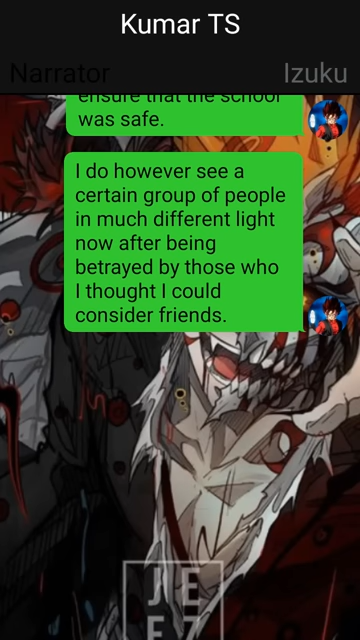 Kumar TS
Narrator
Izuku
ensure that the school
was safe.
I do however see a
certain group of people
in much different light
now after being
betrayed by those who
I thought I could
consider friends.
J E